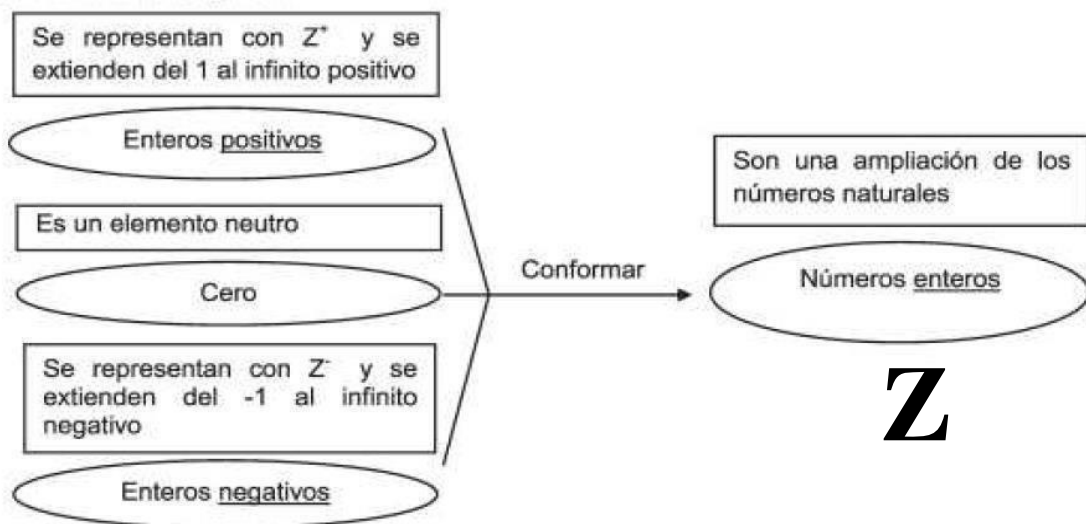 Se representan con Z⁺ y se
extienden del 1 al infinito positivo
Enteros positivos
Es un elemento neutro
Cero
Se representan con Z⁻ y se
extienden del -1 al infinito
negativo
Enteros negativos
Conformar
Son una ampliación de los
números naturales
Números enteros
Z